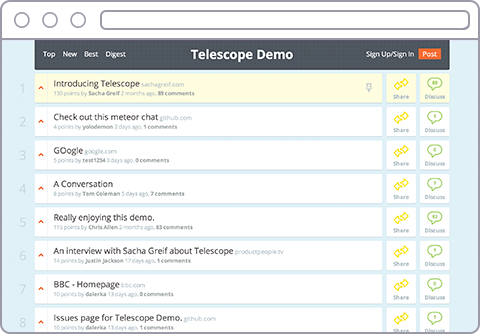 Top New Best Digest Telescope Demo Sign Up/Sign In Post
1 Introducing Telescope sachagreif.com Share 89 Discuss
130 points by Sacha Greif 2 months ago, 89 comments
2 Check out this meteor chat github.com Share 1 Discuss
4 points by yolodemon 3 days ago, 1 comments
3 GOogle google.com Share 0 Discuss
5 points by test1234 3 days ago, 0 comments
4 A Conversation Share 7 Discuss
6 points by Tom Coleman 5 days ago, 7 comments
5 Really enjoying this demo. Share 83 Discuss
115 points by Chris Allen 2 months ago, 83 comments
6 An interview with Sacha Greif about Telescope productpeople.tv Share 1 Discuss
14 points by Justin Jackson 17 days ago, 1 comments
7 BBC - Homepage bbc.com Share 0 Discuss
10 points by dalerka 13 days ago, 0 comments
8 Issues page for Telescope Demo. github.com Share 1 Discuss
10 points by dalerka 13 days ago, 1 comments